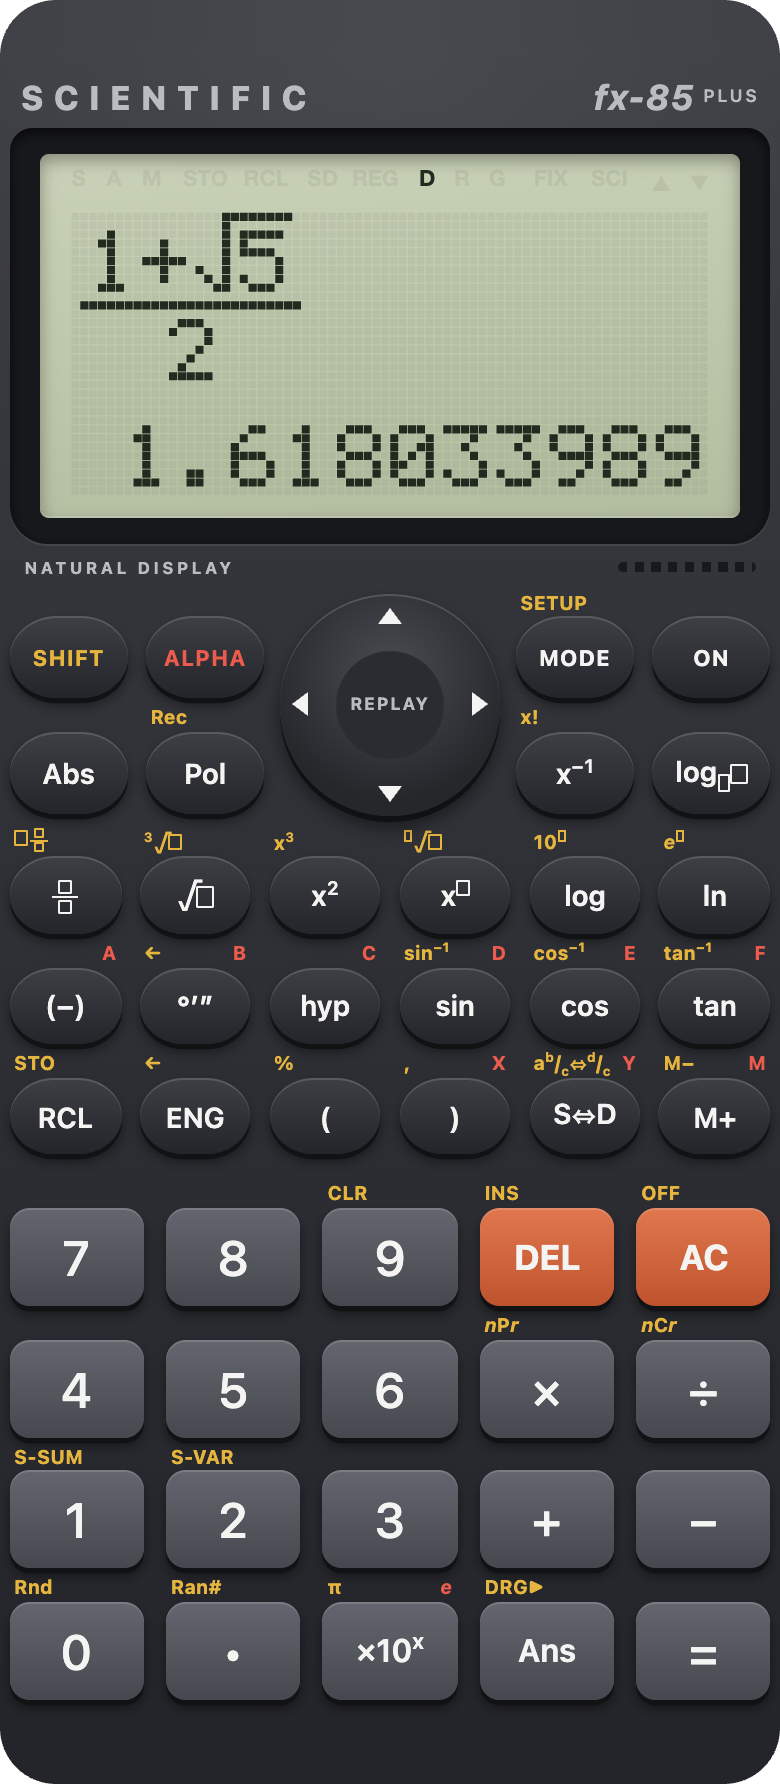 SCIENTIFIC fx-85 PLUS
S A M STO RCL SD REG D R G FIX SCI ▲ ▼
1+√5
2
1.618033989
NATURAL DISPLAY
SETUP
SHIFT ALPHA REPLAY MODE ON
Rec x!
Abs Pol x⁻¹ log▯□
□▯/▯ ³√□ x³ ▯√□ 10▯ e▯
▯/▯ √□ x² x□ log ln
A ← B C sin⁻¹ D cos⁻¹ E tan⁻¹ F
(−) °′″ hyp sin cos tan
STO ← % , X aᵇ/c⇔ᵈ/c Y M− M
RCL ENG ( ) S⇔D M+
CLR INS OFF
7 8 9 DEL AC
nPr nCr
4 5 6 × ÷
S-SUM S-VAR
1 2 3 + −
Rnd Ran# π e DRG▶
0 . ×10ˣ Ans =